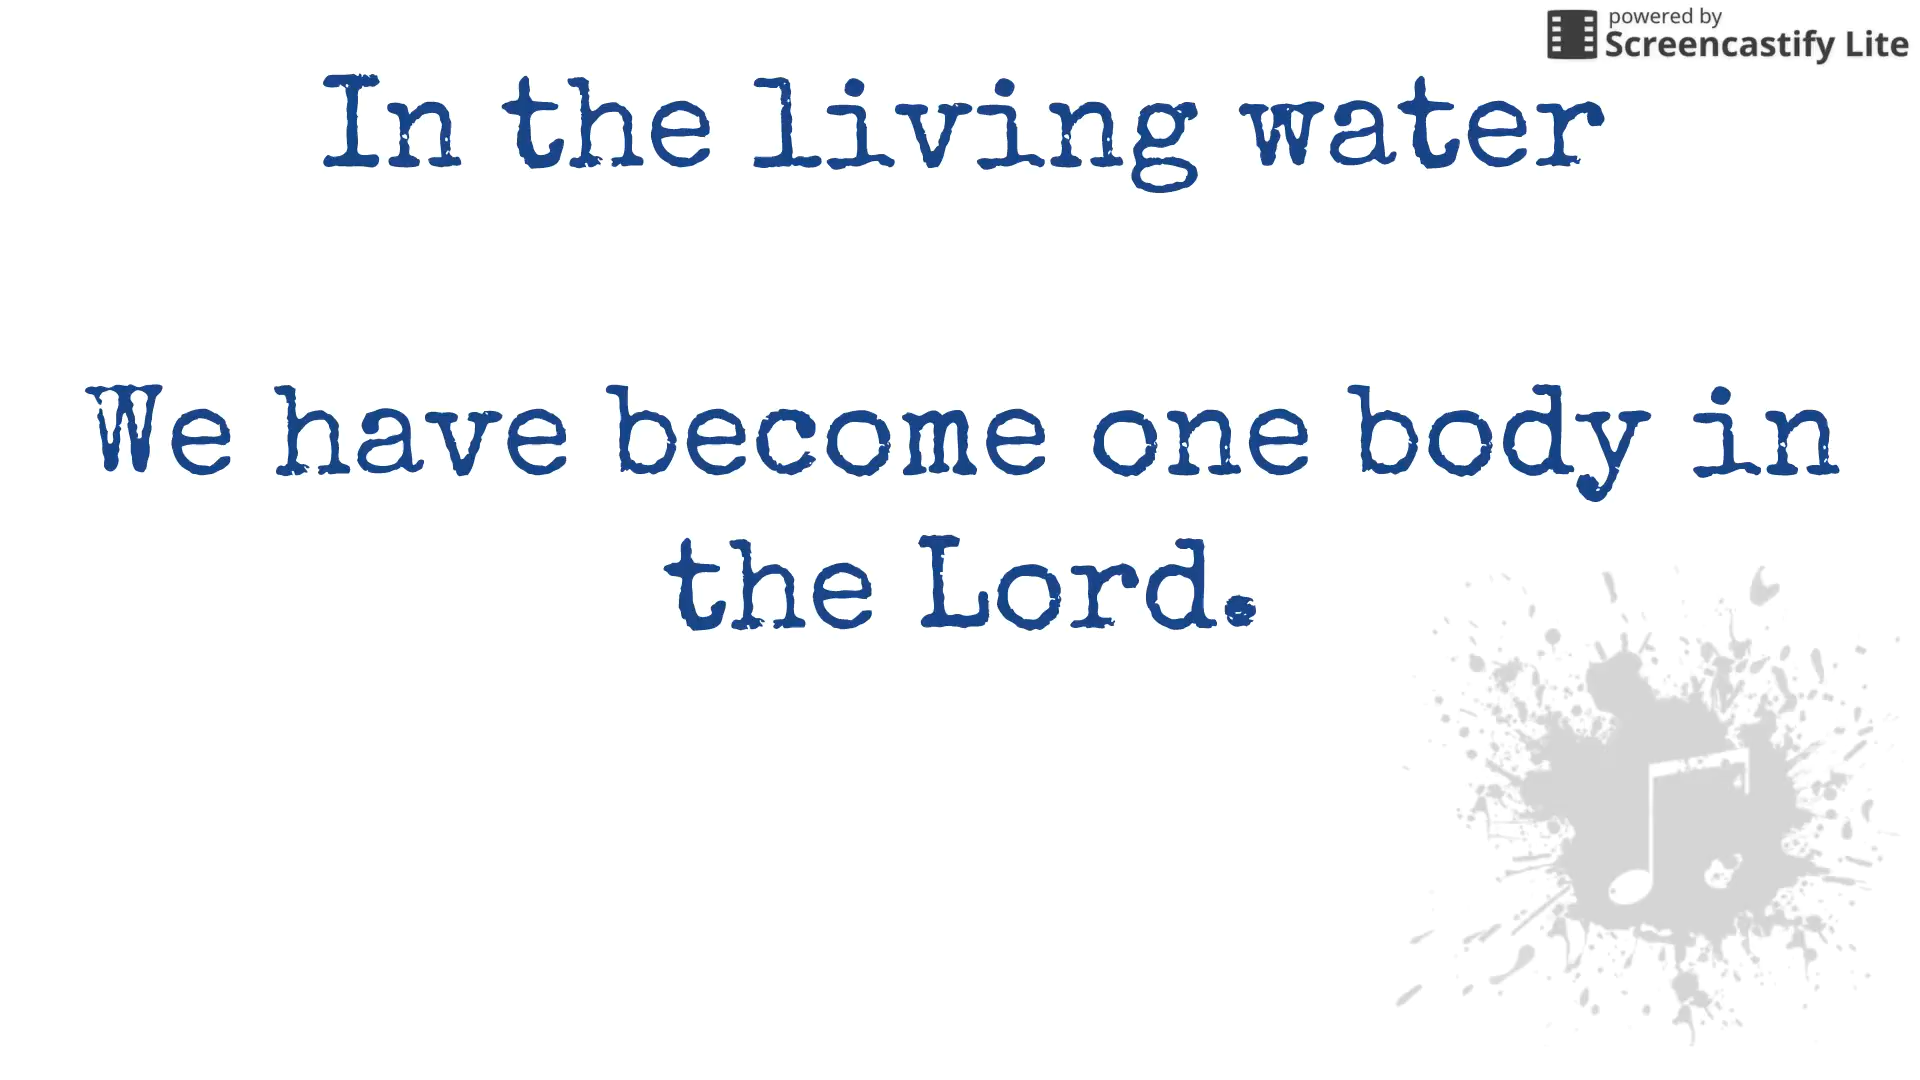 powered by
Screencastify Lite
In the living water
We have become one body in
the Lord.